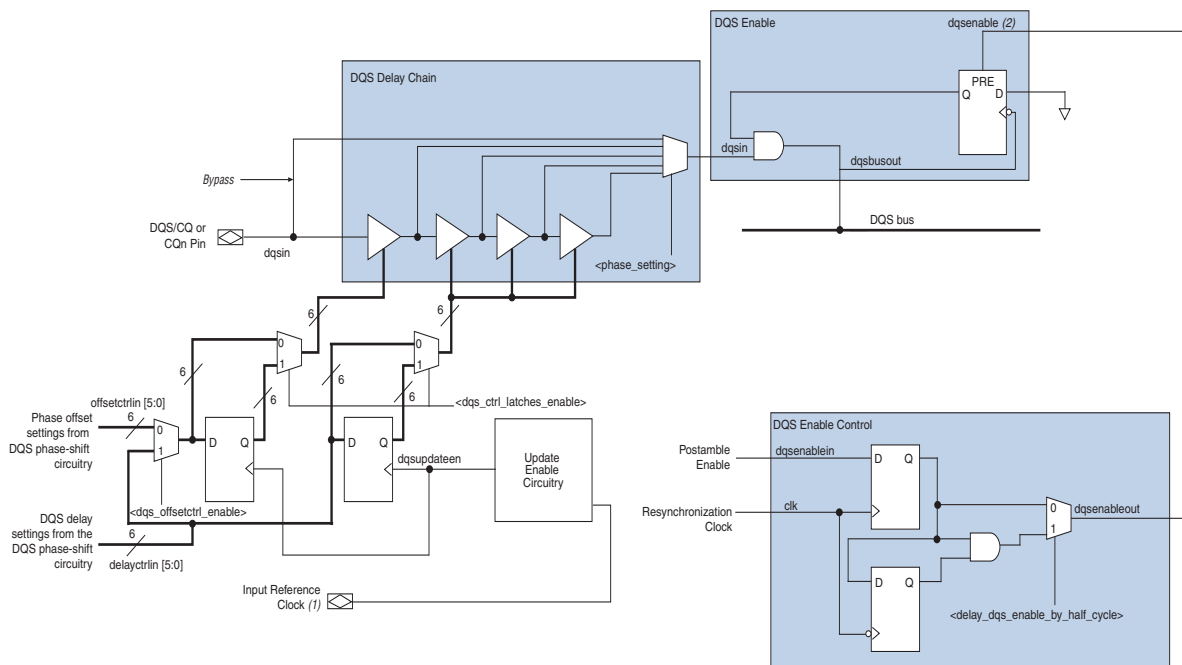 DQS Enable
dqsenable (2)
PRE
Q
D
DQS Delay Chain
dqsin
dqsbusout
Bypass
DQS/CQ or
CQn Pin
dqsin
DQS bus
<phase_setting>
6
6
0
1
0
1
6
6
6
6
offsetctrlin [5:0]
Phase offset
settings from
DQS phase-shift
circuitry
6
0
1
D
Q
<dqs_offsetctrl_enable>
<dqs_ctrl_latches_enable>
D
Q
dqsupdateen
Update
Enable
Circuitry
DQS delay
settings from the
DQS phase-shift
circuitry
6
delayctrlin [5:0]
Input Reference
Clock (1)
DQS Enable Control
Postamble
Enable
dqsenablein
D
Q
Resynchronization
Clock
clk
0
1
dqsenableout
D
Q
<delay_dqs_enable_by_half_cycle>